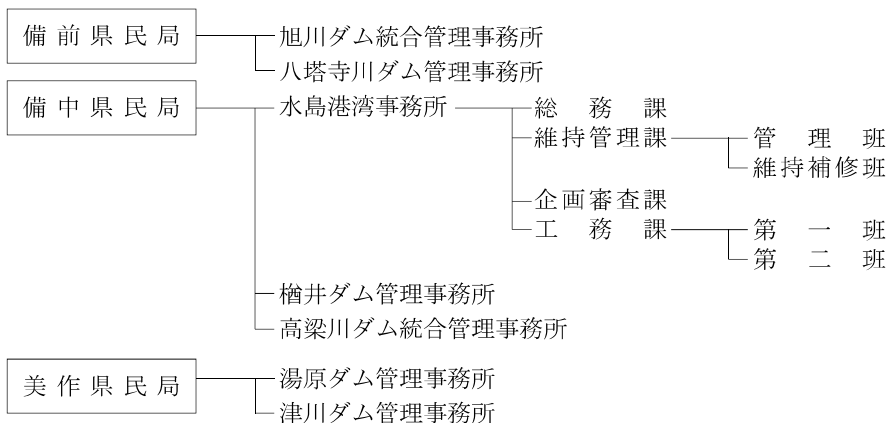 備前県民局 旭川ダム統合管理事務所
八塔寺川ダム管理事務所
備中県民局 水島港湾事務所 総務課
維持管理課 管理班
維持補修班
企画審査課
工務課 第一班
第二班
楢井ダム管理事務所
高梁川ダム統合管理事務所
美作県民局 湯原ダム管理事務所
津川ダム管理事務所